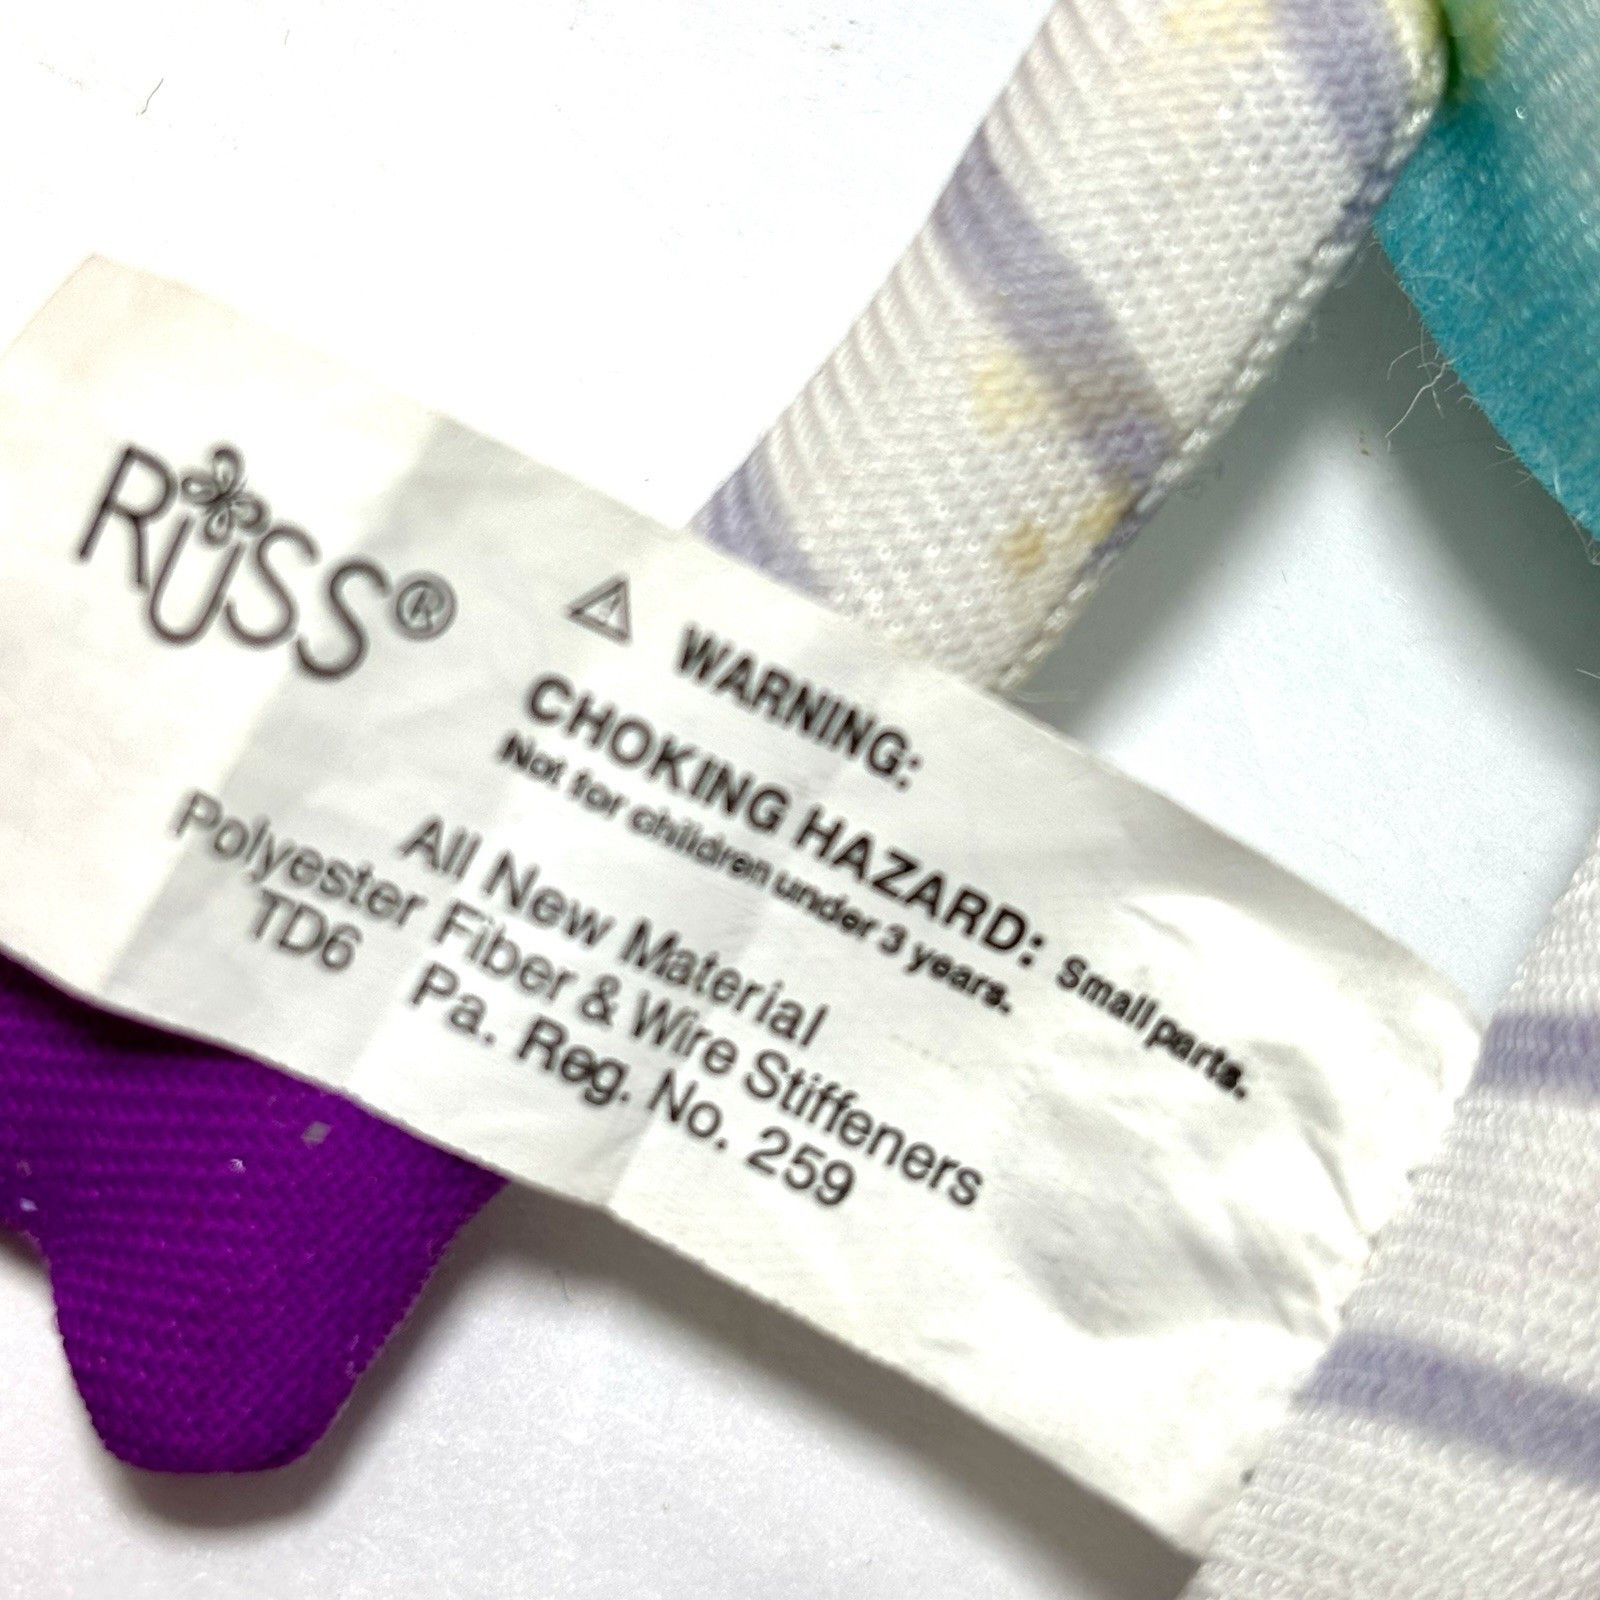 RUSS®
⚠ WARNING:
CHOKING HAZARD: Small parts.
Not for children under 3 years.
All New Material
Polyester Fiber & Wire Stiffeners
TD6 Pa. Reg. No. 259